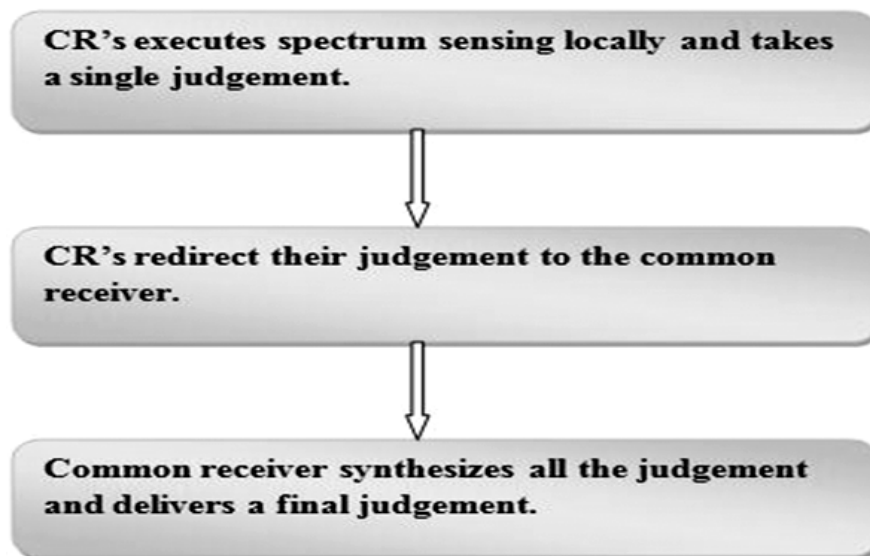 CR’s executes spectrum sensing locally and takes
a single judgement.
CR’s redirect their judgement to the common
receiver.
Common receiver synthesizes all the judgement
and delivers a final judgement.